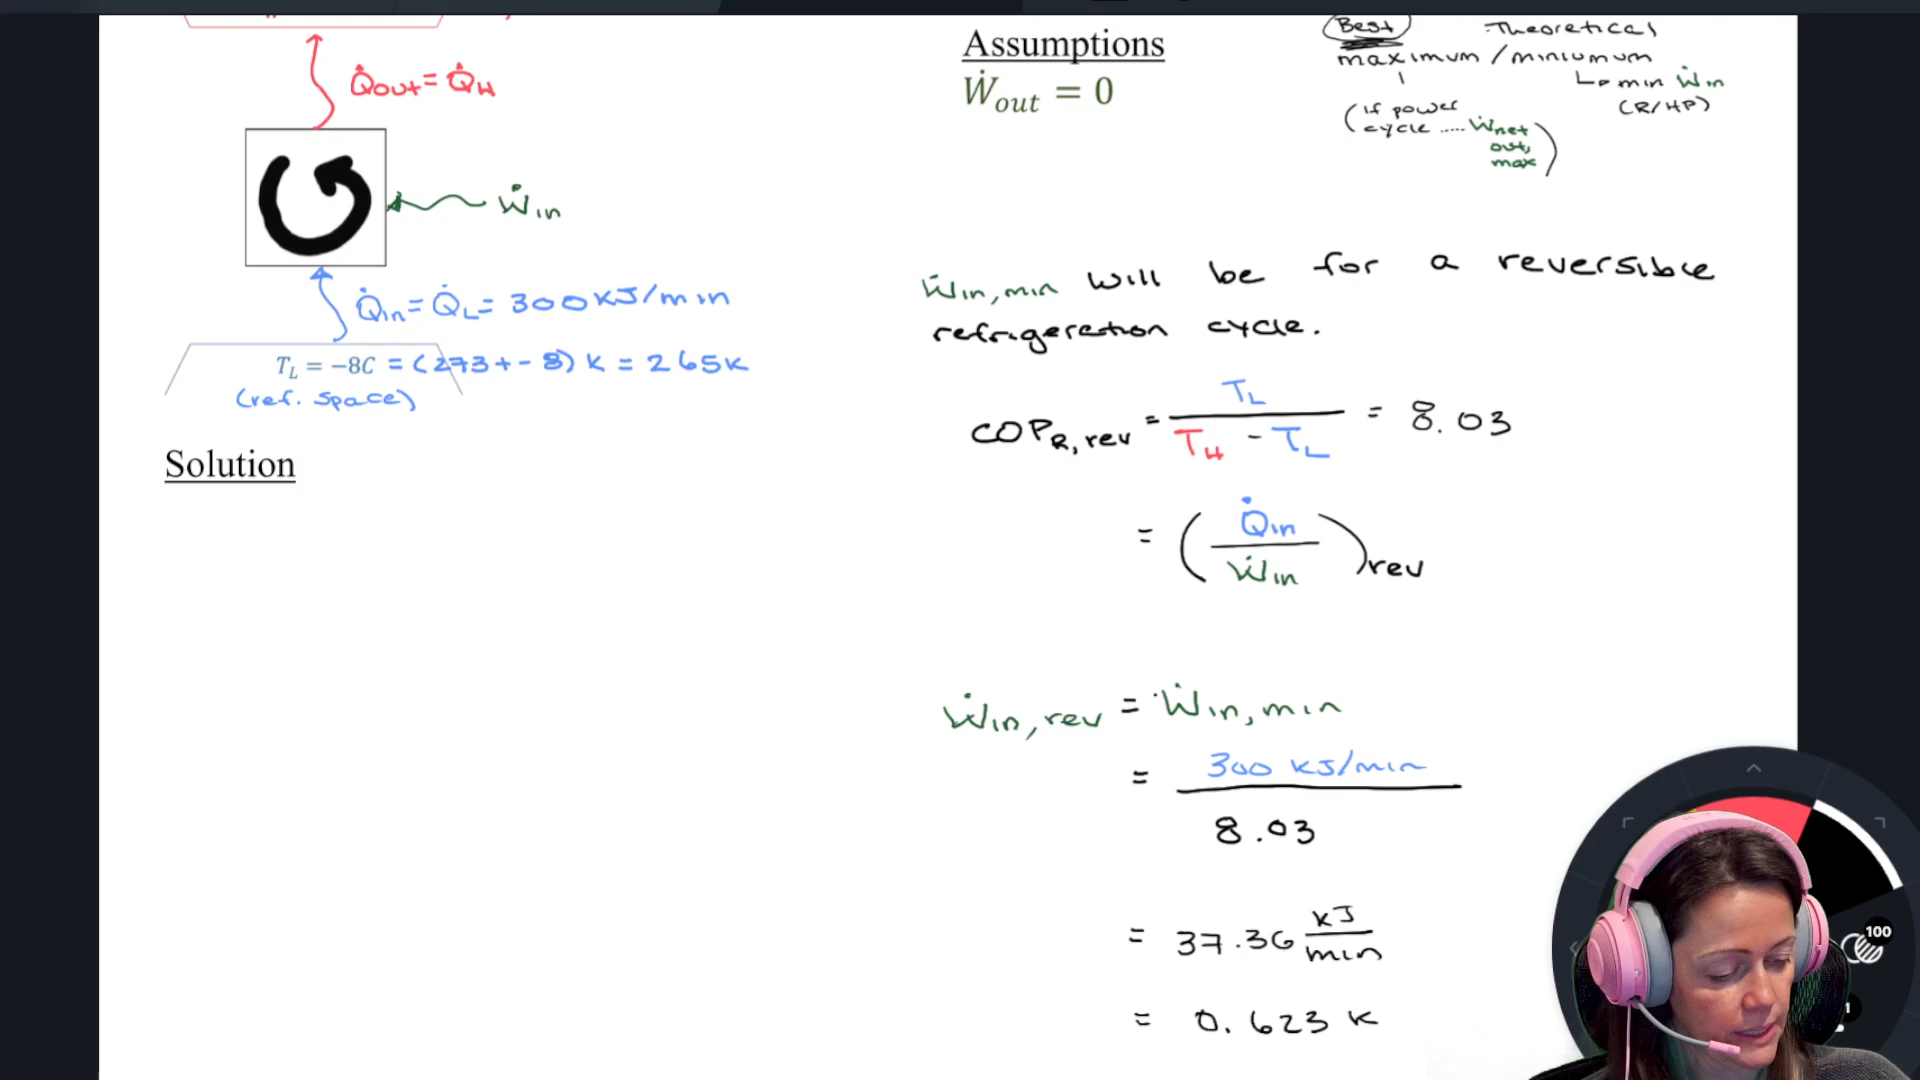 Q̇out = Q̇H
Ẇin
Q̇in = Q̇L = 300 kJ/min
TL = −8C = (273 + - 8) K = 265K
(ref. space)
Solution
Assumptions
Ẇout = 0
Best Theoretical
maximum / miniumum
↳ min Ẇin
(R/HP)
(if power
cycle ..... Ẇnet
out,
max)
Ẇin, min will be for a reversible
refrigeration cycle.
COPR, rev = TL / (TH - TL) = 8.03
= (Q̇in / Ẇin)rev
Ẇin, rev = Ẇin, min
= 300 kJ/min
8.03
= 37.36 kJ/min
= 0.623 k
100
1